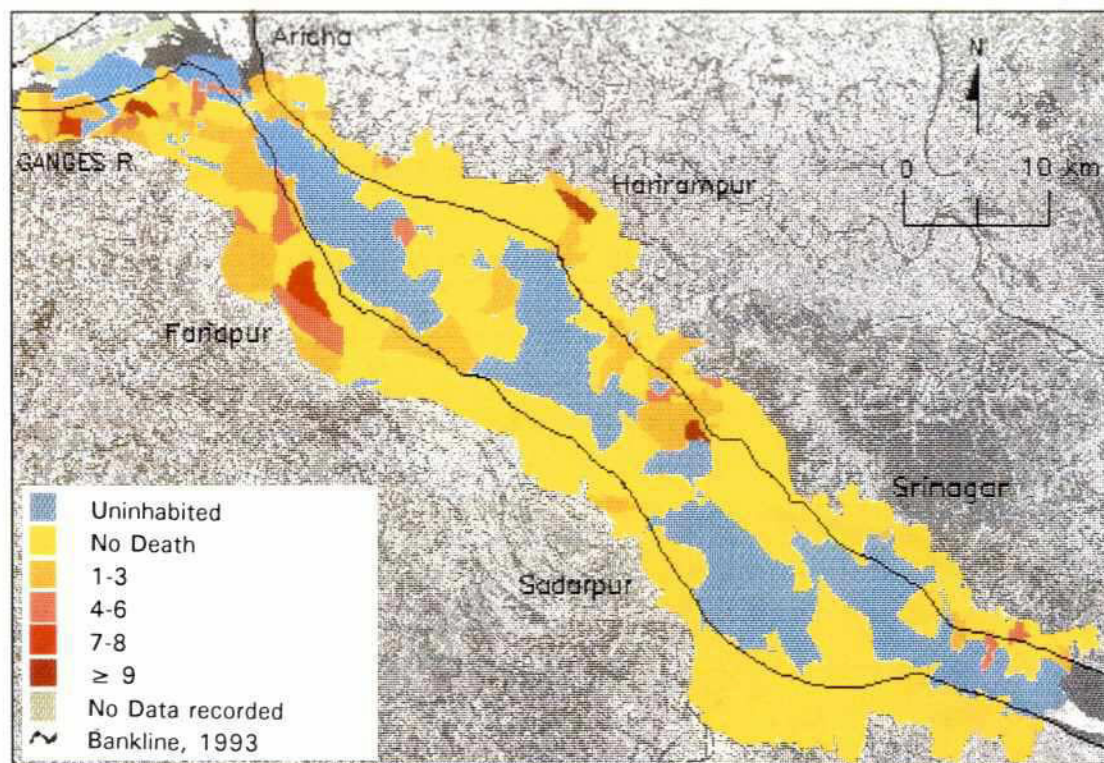 Aricha
N
0 10 km
GANGES R.
Harirampur
Faridpur
Srinagar
Sadarpur
Uninhabited
No Death
1-3
4-6
7-8
≥ 9
No Data recorded
Bankline, 1993